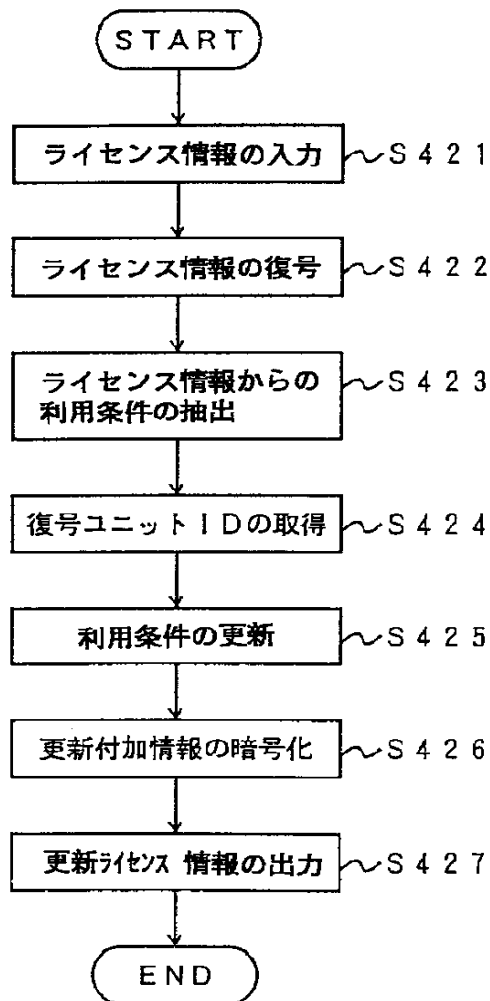 START
ライセンス情報の入力 S421
ライセンス情報の復号 S422
ライセンス情報からの S423
利用条件の抽出
復号ユニットIDの取得 S424
利用条件の更新 S425
更新付加情報の暗号化 S426
更新ライセンス 情報の出力 S427
END